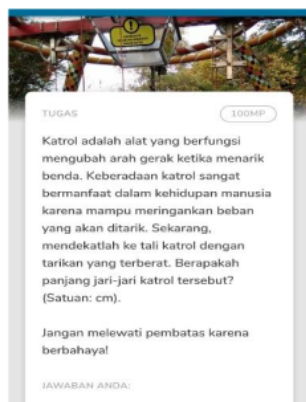 TUGAS
100MP
Katrol adalah alat yang berfungsi
mengubah arah gerak ketika menarik
benda. Keberadaan katrol sangat
bermanfaat dalam kehidupan manusia
karena mampu meringankan beban
yang akan ditarik. Sekarang,
mendekatlah ke tali katrol dengan
tarikan yang terberat. Berapakah
panjang jari-jari katrol tersebut?
(Satuan: cm).
Jangan melewati pembatas karena
berbahaya!
JAWABAN ANDA: